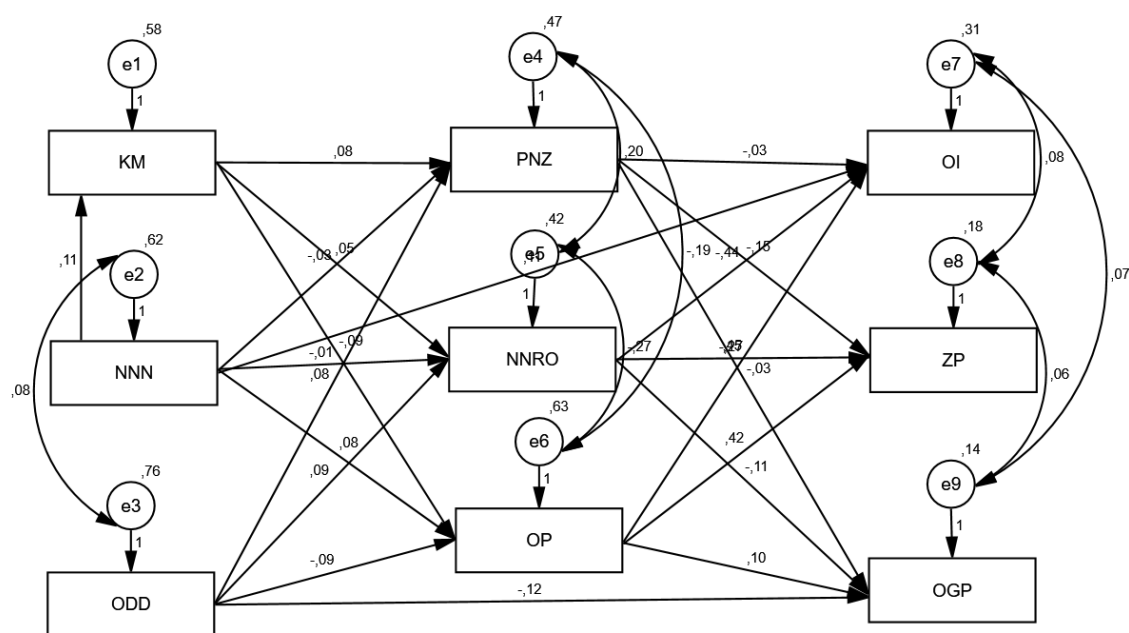 ,58
,47
,31
e1
e4
e7
1
1
1
KM
,08
PNZ
,20
-,03
OI
,08
,42
,18
,62
e5
e8
e2
-,03
,05
-,19
-,44
-,15
,07
,11
1
1
1
NNN
-,01
-,09
NNRO
-,27
ZP
,08
,08
-,03
,06
,63
e6
,42
,14
,76
,08
-,11
e9
e3
,09
1
1
1
OP
-,09
,10
-,12
ODD
OGP